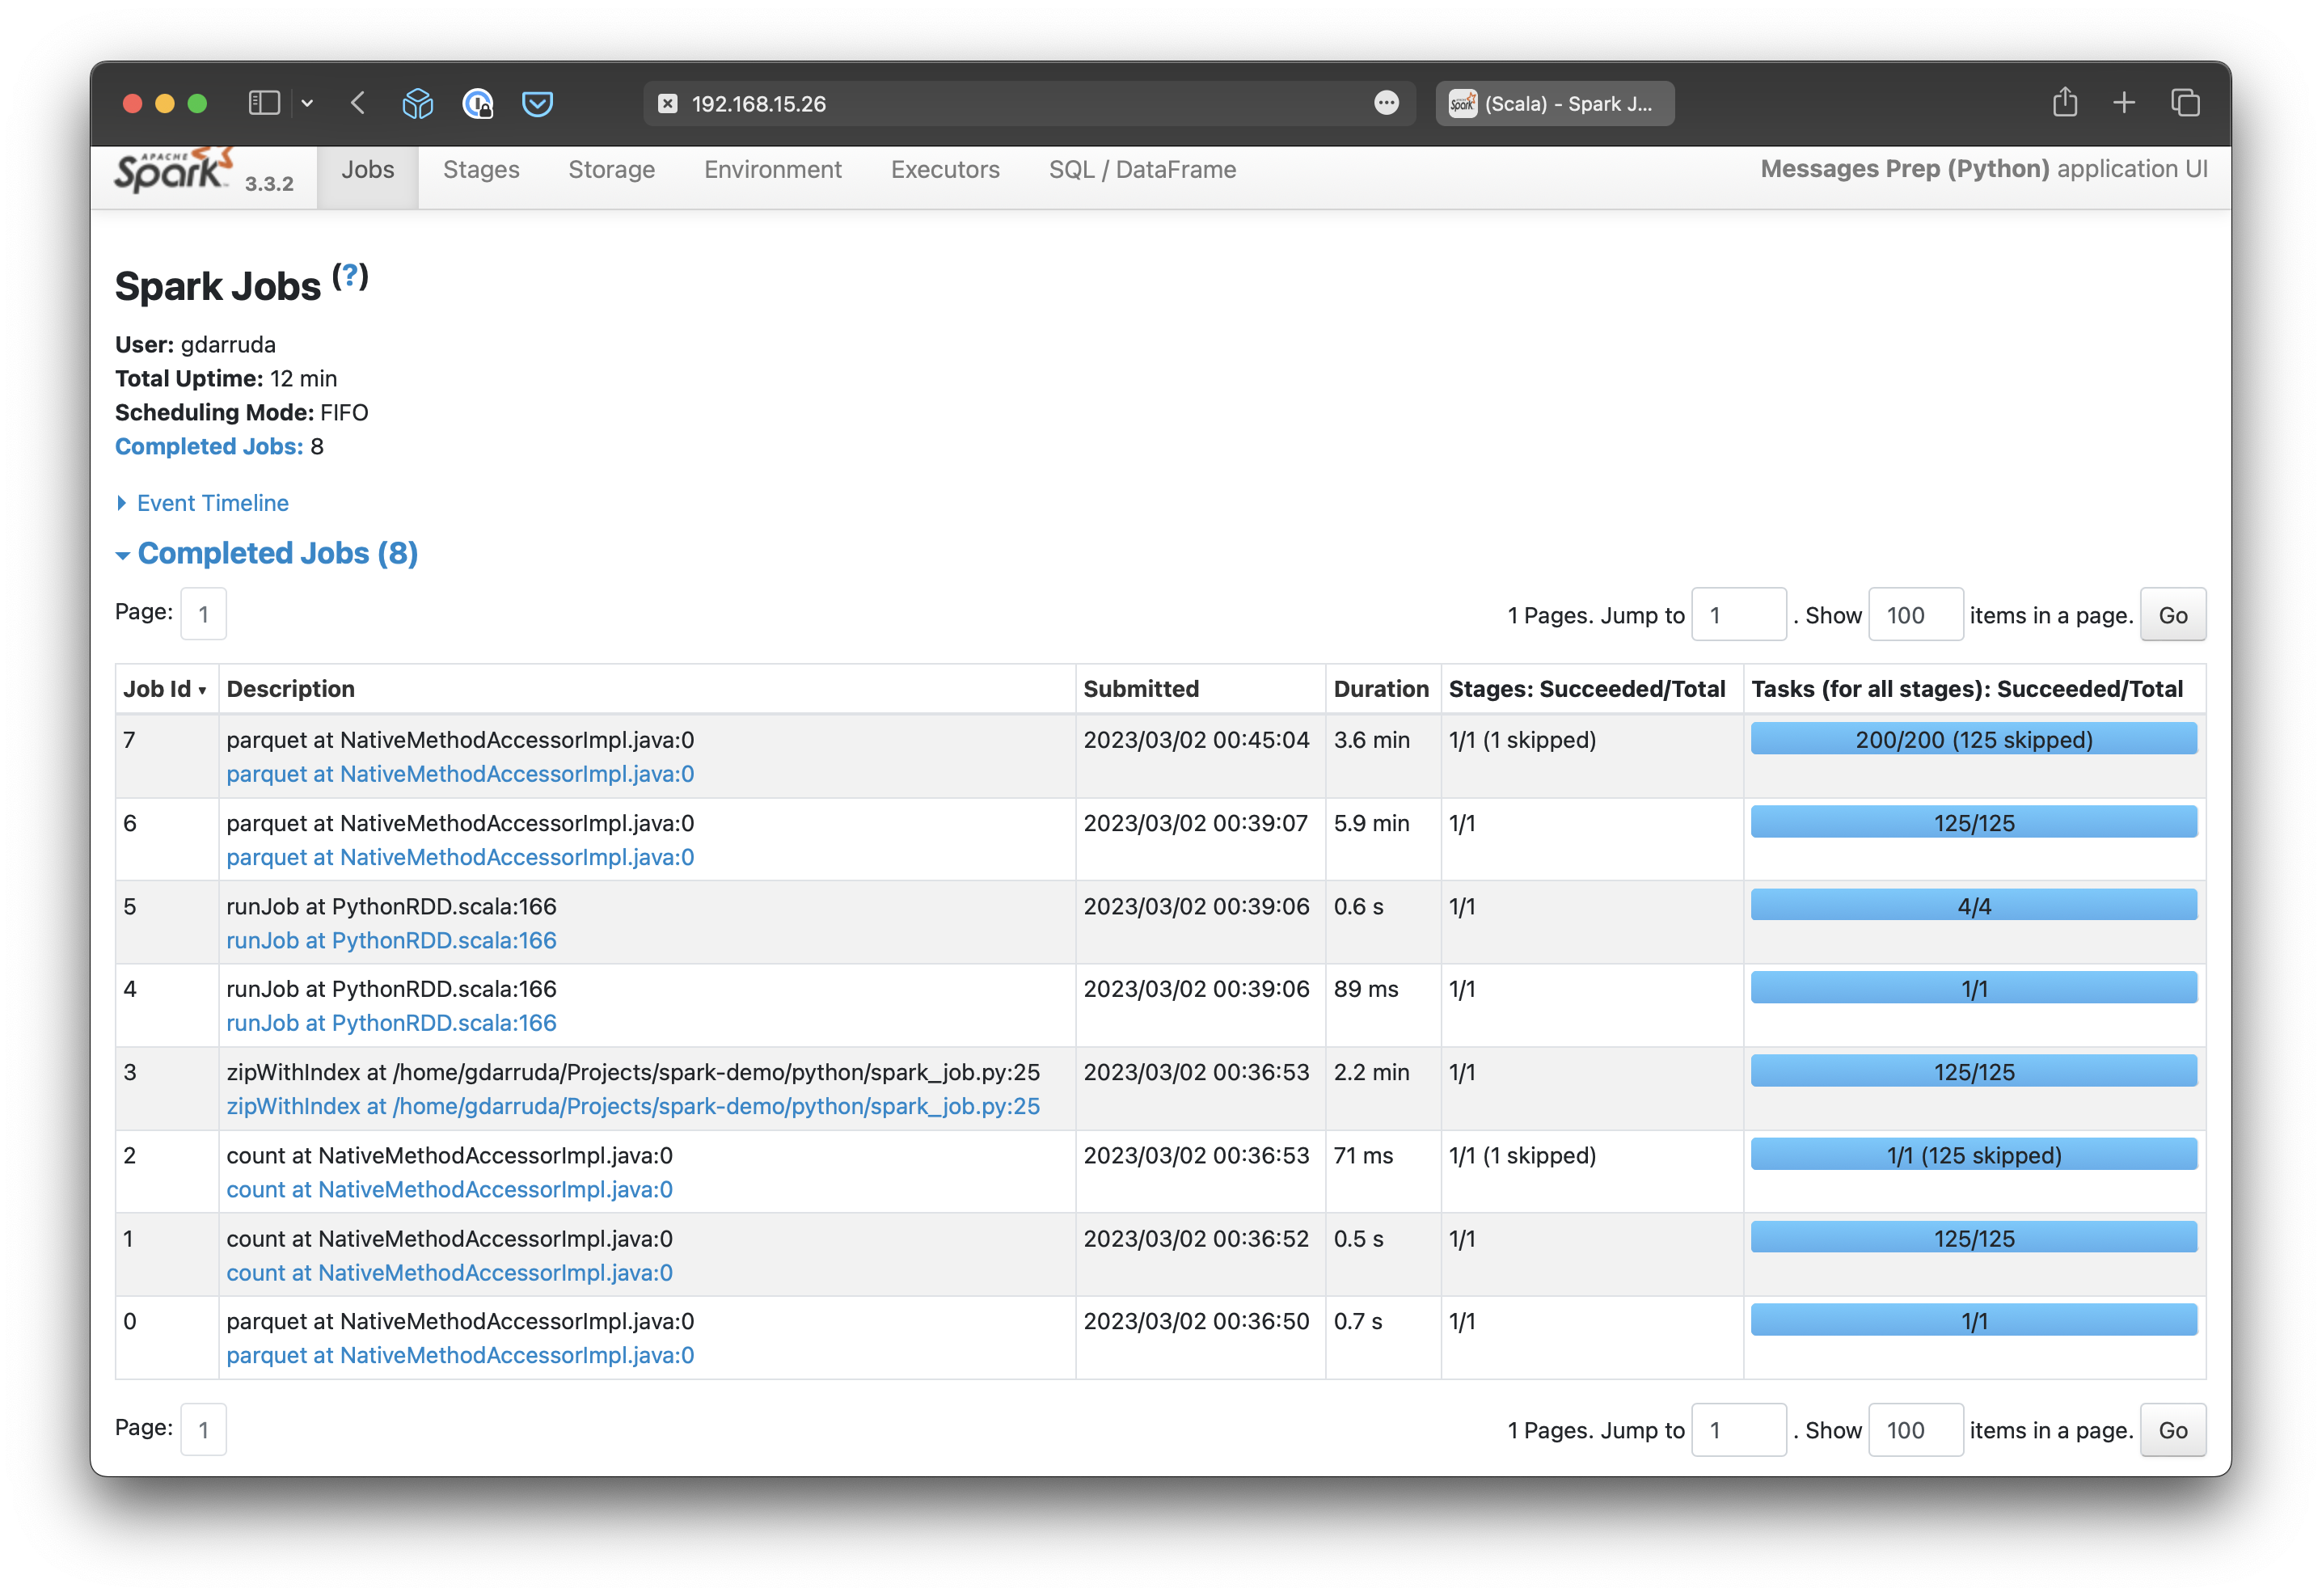 192.168.15.26
(Scala) - Spark J...
APACHE
Spark 3.3.2
Jobs Stages Storage Environment Executors SQL / DataFrame Messages Prep (Python) application UI
Spark Jobs (?)
User: gdarruda
Total Uptime: 12 min
Scheduling Mode: FIFO
Completed Jobs: 8
Event Timeline
Completed Jobs (8)
Page: 1 1 Pages. Jump to 1 . Show 100 items in a page. Go
Job Id ▾ Description Submitted Duration Stages: Succeeded/Total Tasks (for all stages): Succeeded/Total
7 parquet at NativeMethodAccessorImpl.java:0 2023/03/02 00:45:04 3.6 min 1/1 (1 skipped) 200/200 (125 skipped)
parquet at NativeMethodAccessorImpl.java:0
6 parquet at NativeMethodAccessorImpl.java:0 2023/03/02 00:39:07 5.9 min 1/1 125/125
parquet at NativeMethodAccessorImpl.java:0
5 runJob at PythonRDD.scala:166 2023/03/02 00:39:06 0.6 s 1/1 4/4
runJob at PythonRDD.scala:166
4 runJob at PythonRDD.scala:166 2023/03/02 00:39:06 89 ms 1/1 1/1
runJob at PythonRDD.scala:166
3 zipWithIndex at /home/gdarruda/Projects/spark-demo/python/spark_job.py:25 2023/03/02 00:36:53 2.2 min 1/1 125/125
zipWithIndex at /home/gdarruda/Projects/spark-demo/python/spark_job.py:25
2 count at NativeMethodAccessorImpl.java:0 2023/03/02 00:36:53 71 ms 1/1 (1 skipped) 1/1 (125 skipped)
count at NativeMethodAccessorImpl.java:0
1 count at NativeMethodAccessorImpl.java:0 2023/03/02 00:36:52 0.5 s 1/1 125/125
count at NativeMethodAccessorImpl.java:0
0 parquet at NativeMethodAccessorImpl.java:0 2023/03/02 00:36:50 0.7 s 1/1 1/1
parquet at NativeMethodAccessorImpl.java:0
Page: 1 1 Pages. Jump to 1 . Show 100 items in a page. Go